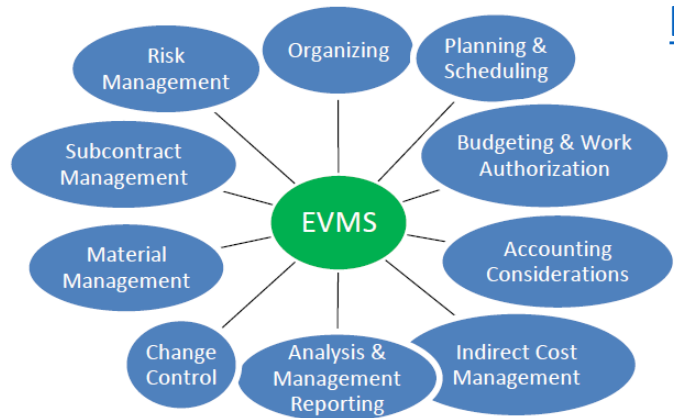 Organizing
Planning &
Scheduling
Budgeting & Work
Authorization
Accounting
Considerations
Indirect Cost
Management
Analysis &
Management
Reporting
Change
Control
Material
Management
Subcontract
Management
Risk
Management
EVMS